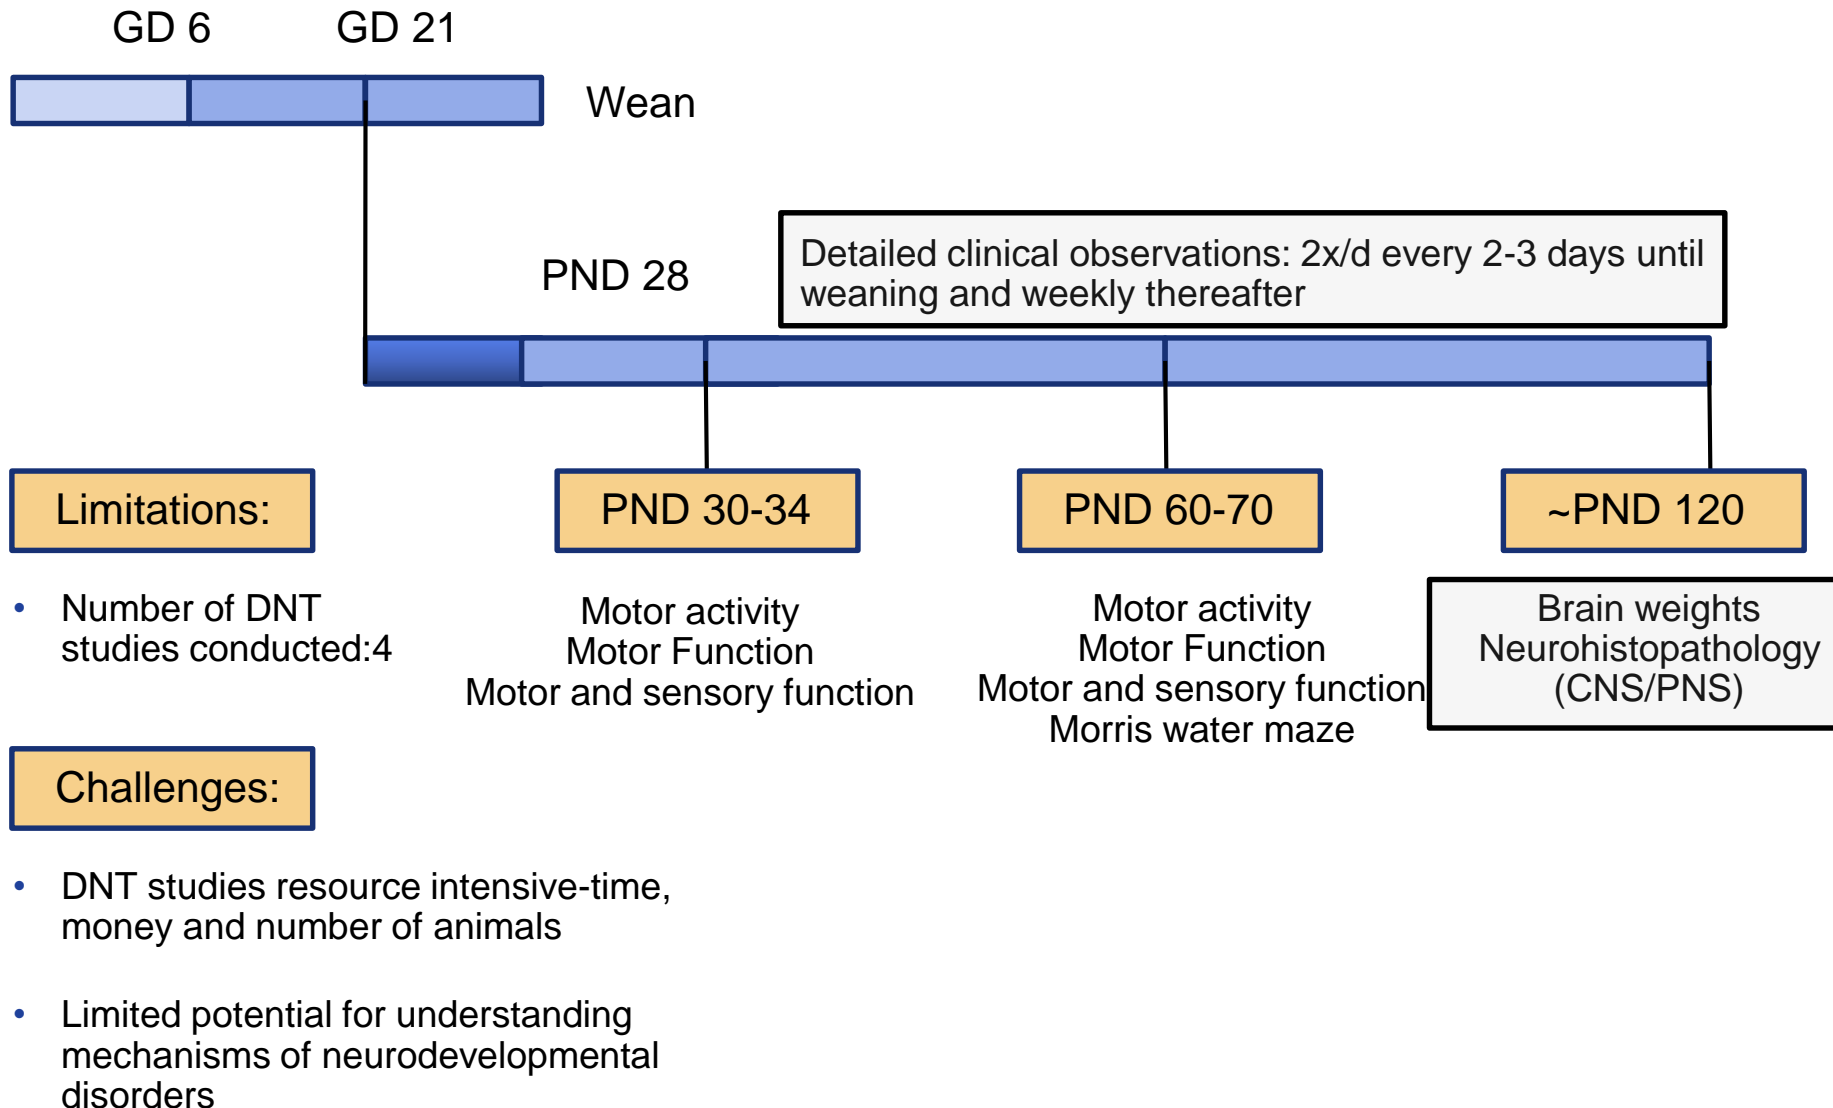 GD 6
GD 21
Wean
PND 28
Detailed clinical observations: 2x/d every 2-3 days until
weaning and weekly thereafter
Limitations:
PND 30-34
PND 60-70
~PND 120
• Number of DNT
studies conducted:4
Motor activity
Motor Function
Motor and sensory function
Motor activity
Motor Function
Motor and sensory function
Morris water maze
Brain weights
Neurohistopathology
(CNS/PNS)
Challenges:
• DNT studies resource intensive-time,
money and number of animals
• Limited potential for understanding
mechanisms of neurodevelopmental
disorders